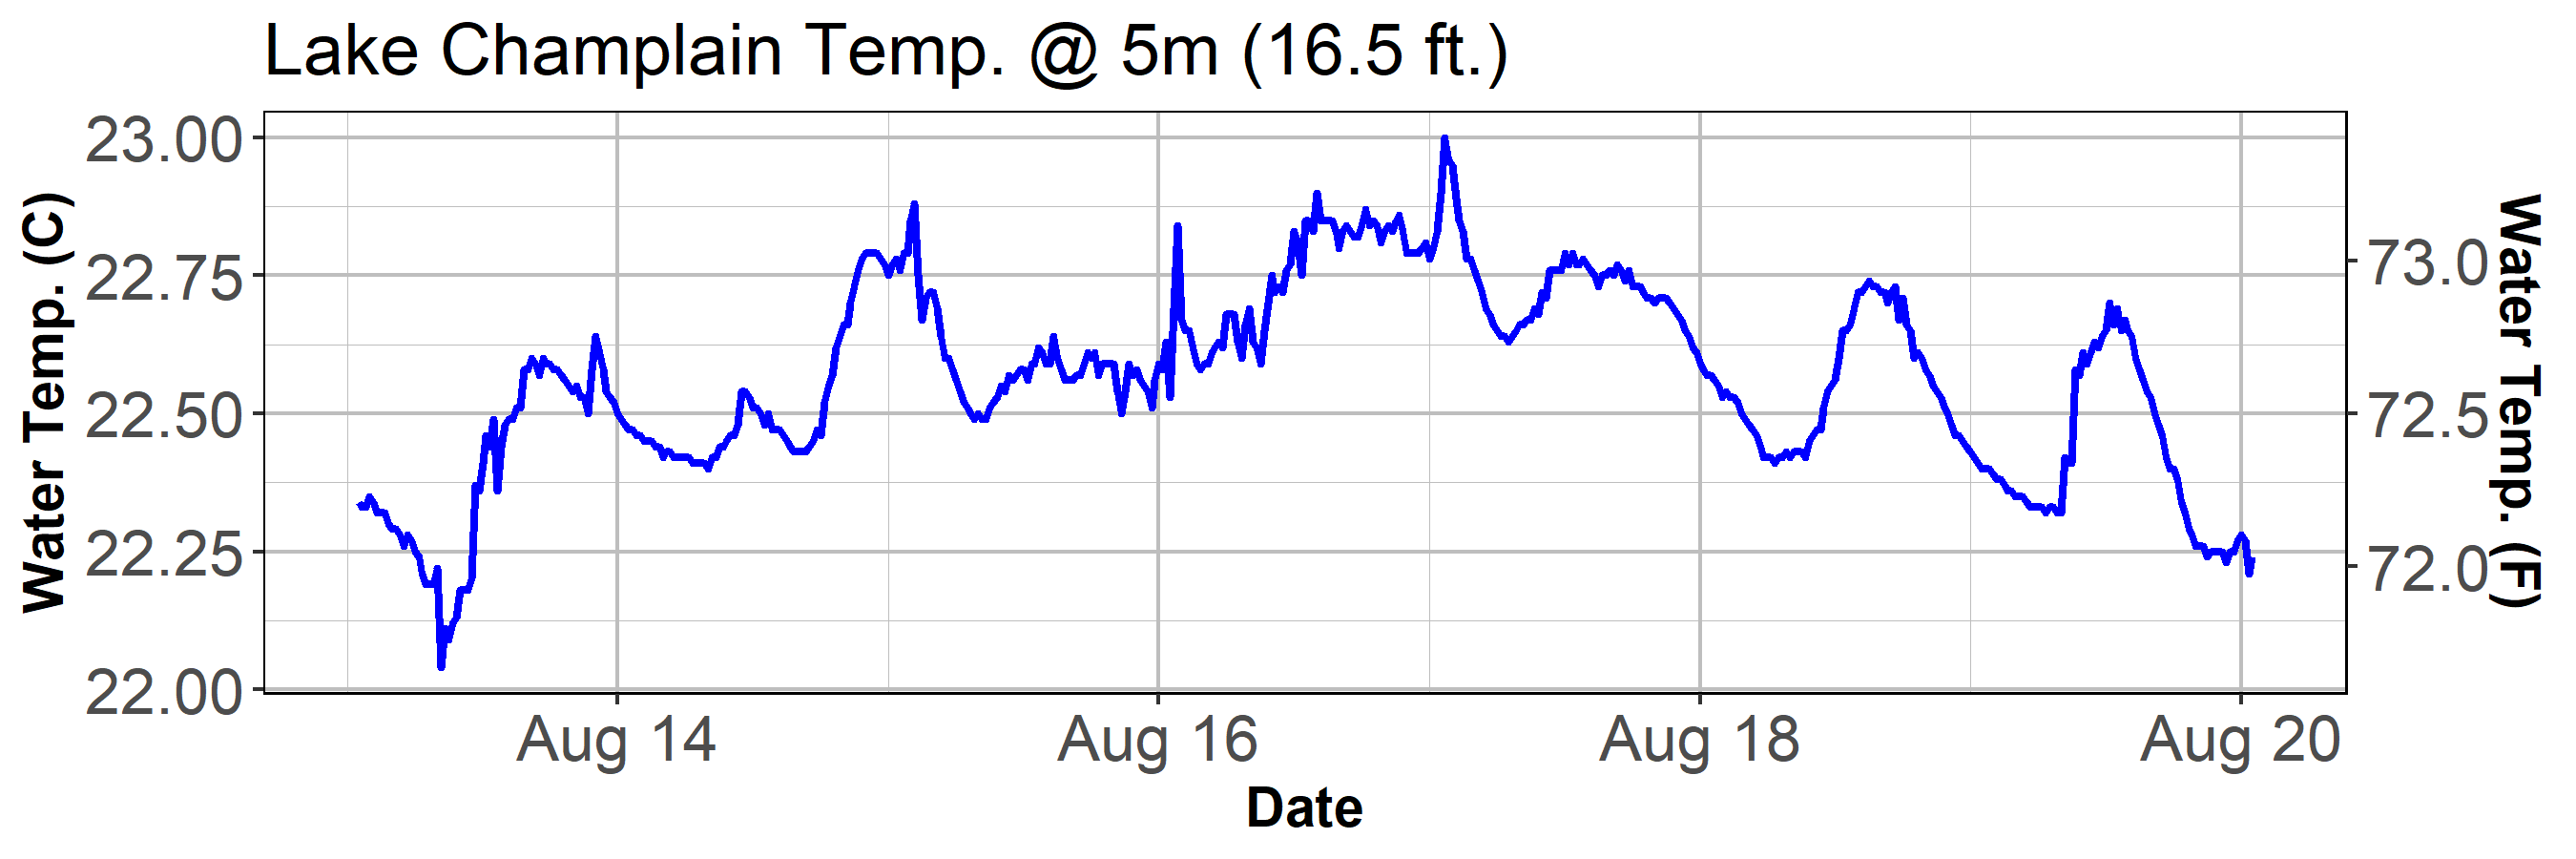 Lake Champlain Temp. @ 5m (16.5 ft.)
Water Temp. (C)
23.00
22.75
22.50
22.25
22.00
Water Temp. (F)
73.0
72.5
72.0
Aug 14 Aug 16 Aug 18 Aug 20
Date